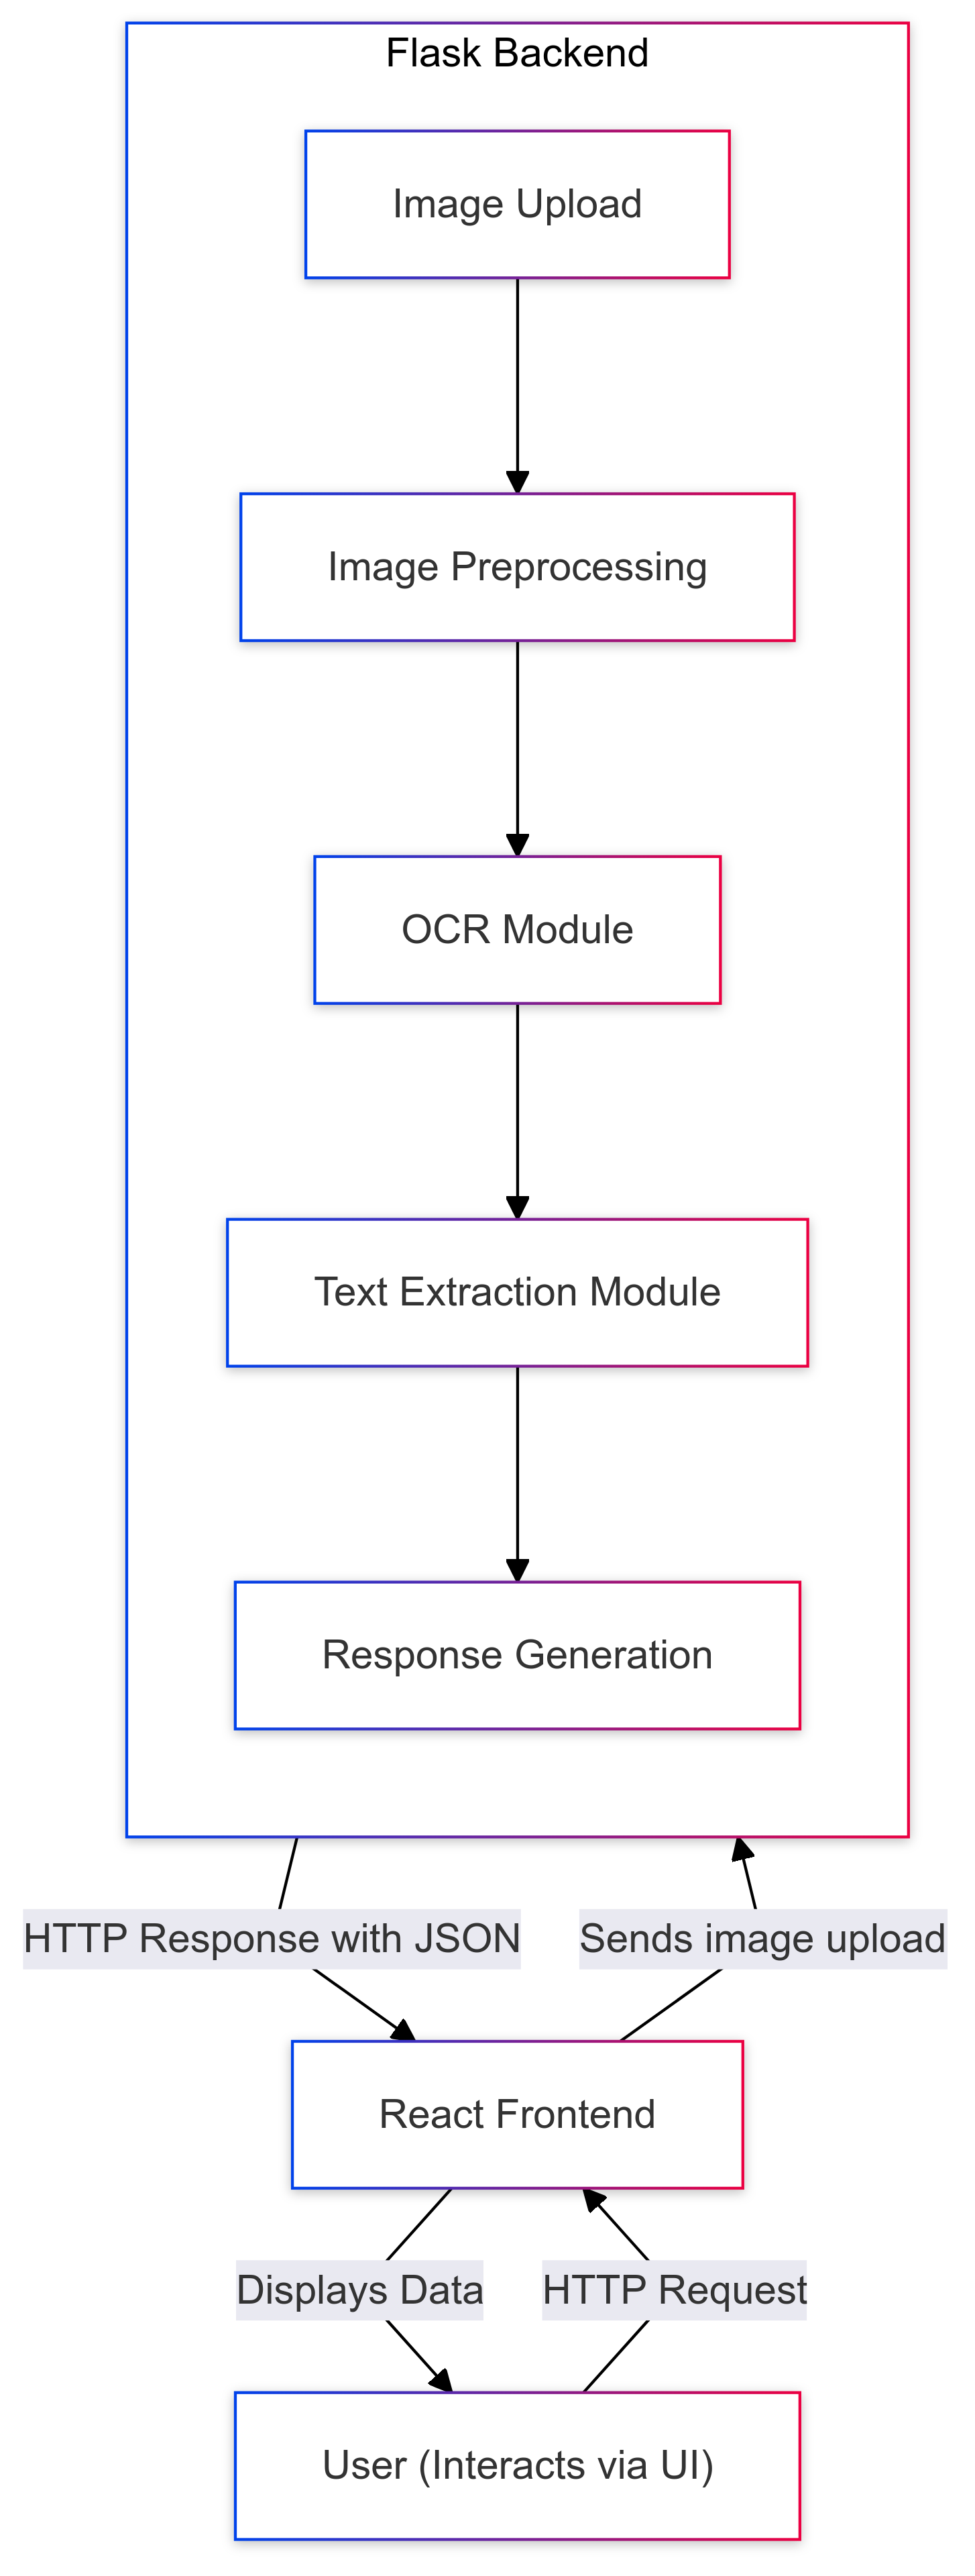 Flask Backend
Image Upload
Image Preprocessing
OCR Module
Text Extraction Module
Response Generation
HTTP Response with JSON
Sends image upload
React Frontend
Displays Data
HTTP Request
User (Interacts via UI)